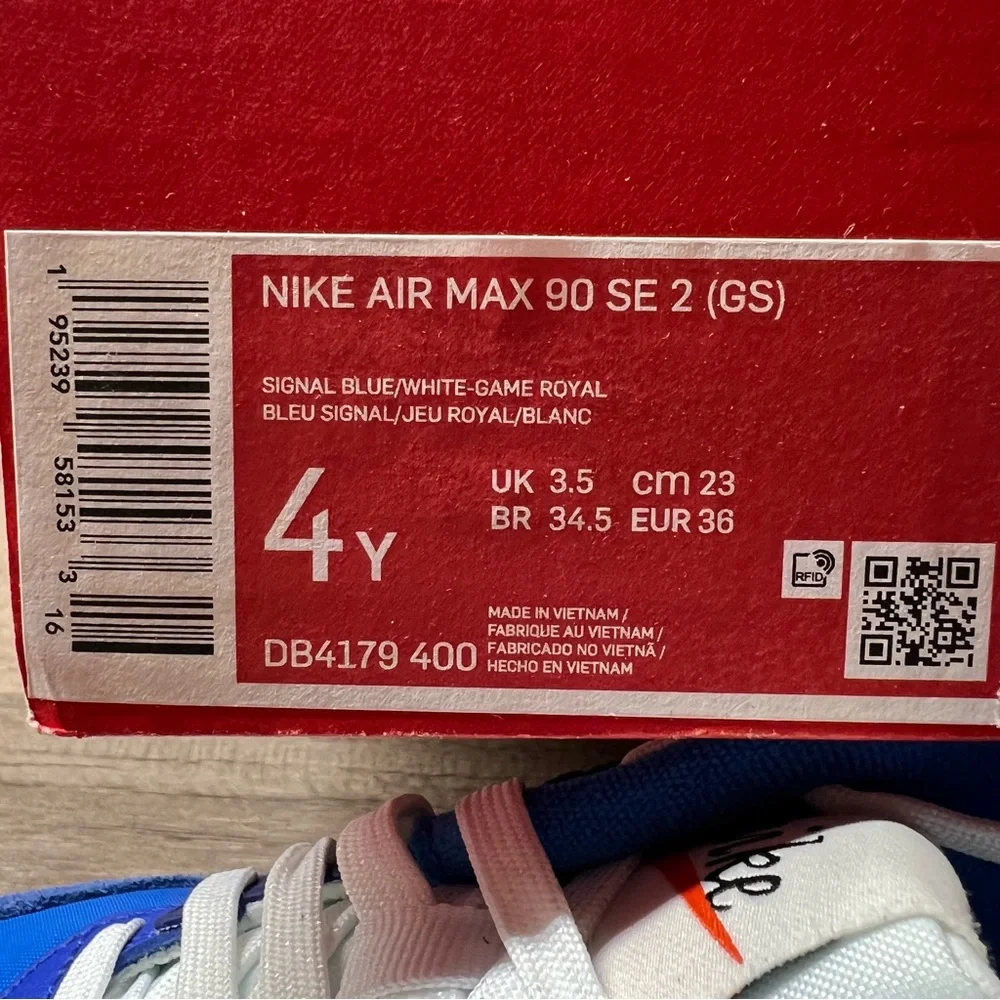 NIKE AIR MAX 90 SE 2 (GS)
SIGNAL BLUE/WHITE-GAME ROYAL
BLEU SIGNAL/JEU ROYAL/BLANC
4Y
UK 3.5 cm 23
BR 34.5 EUR 36
DB4179 400
MADE IN VIETNAM /
FABRIQUE AU VIETNAM /
FABRICADO NO VIETNÃ /
HECHO EN VIETNAM
RFID
1 95239 58153 3 16